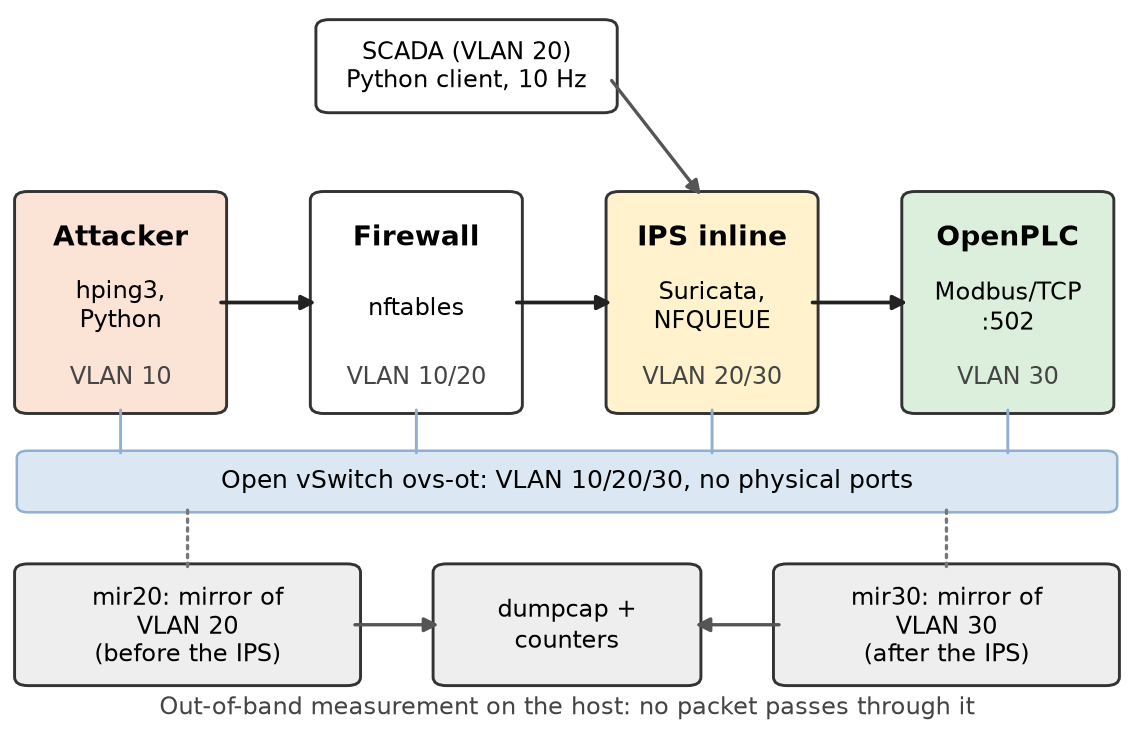 SCADA (VLAN 20)
Python client, 10 Hz
Attacker
hping3,
Python
VLAN 10
Firewall
nftables
VLAN 10/20
IPS inline
Suricata,
NFQUEUE
VLAN 20/30
OpenPLC
Modbus/TCP
:502
VLAN 30
Open vSwitch ovs-ot: VLAN 10/20/30, no physical ports
mir20: mirror of
VLAN 20
(before the IPS)
dumpcap +
counters
mir30: mirror of
VLAN 30
(after the IPS)
Out-of-band measurement on the host: no packet passes through it